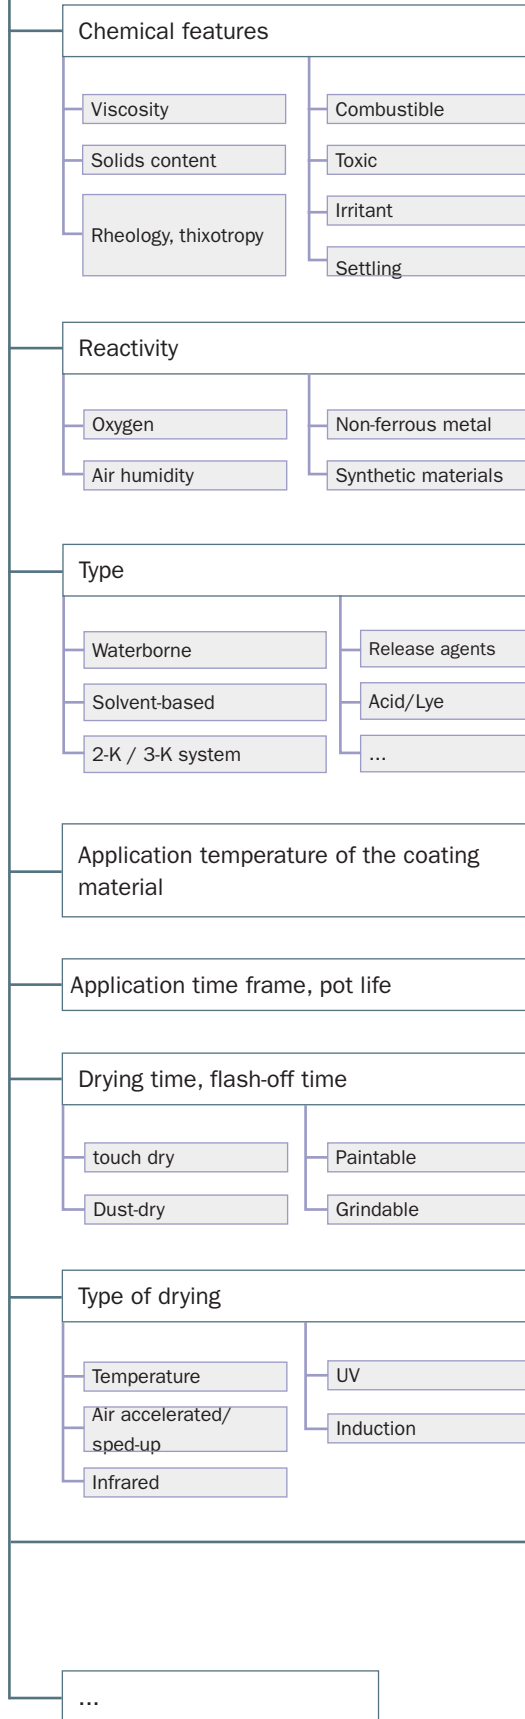 Chemical features
Viscosity
Combustible
Solids content
Toxic
Rheology, thixotropy
Irritant
Settling
Reactivity
Oxygen
Non-ferrous metal
Air humidity
Synthetic materials
Type
Waterborne
Release agents
Solvent-based
Acid/Lye
2-K / 3-K system
...
Application temperature of the coating
material
Application time frame, pot life
Drying time, flash-off time
touch dry
Paintable
Dust-dry
Grindable
Type of drying
Temperature
UV
Air accelerated/
sped-up
Induction
Infrared
...